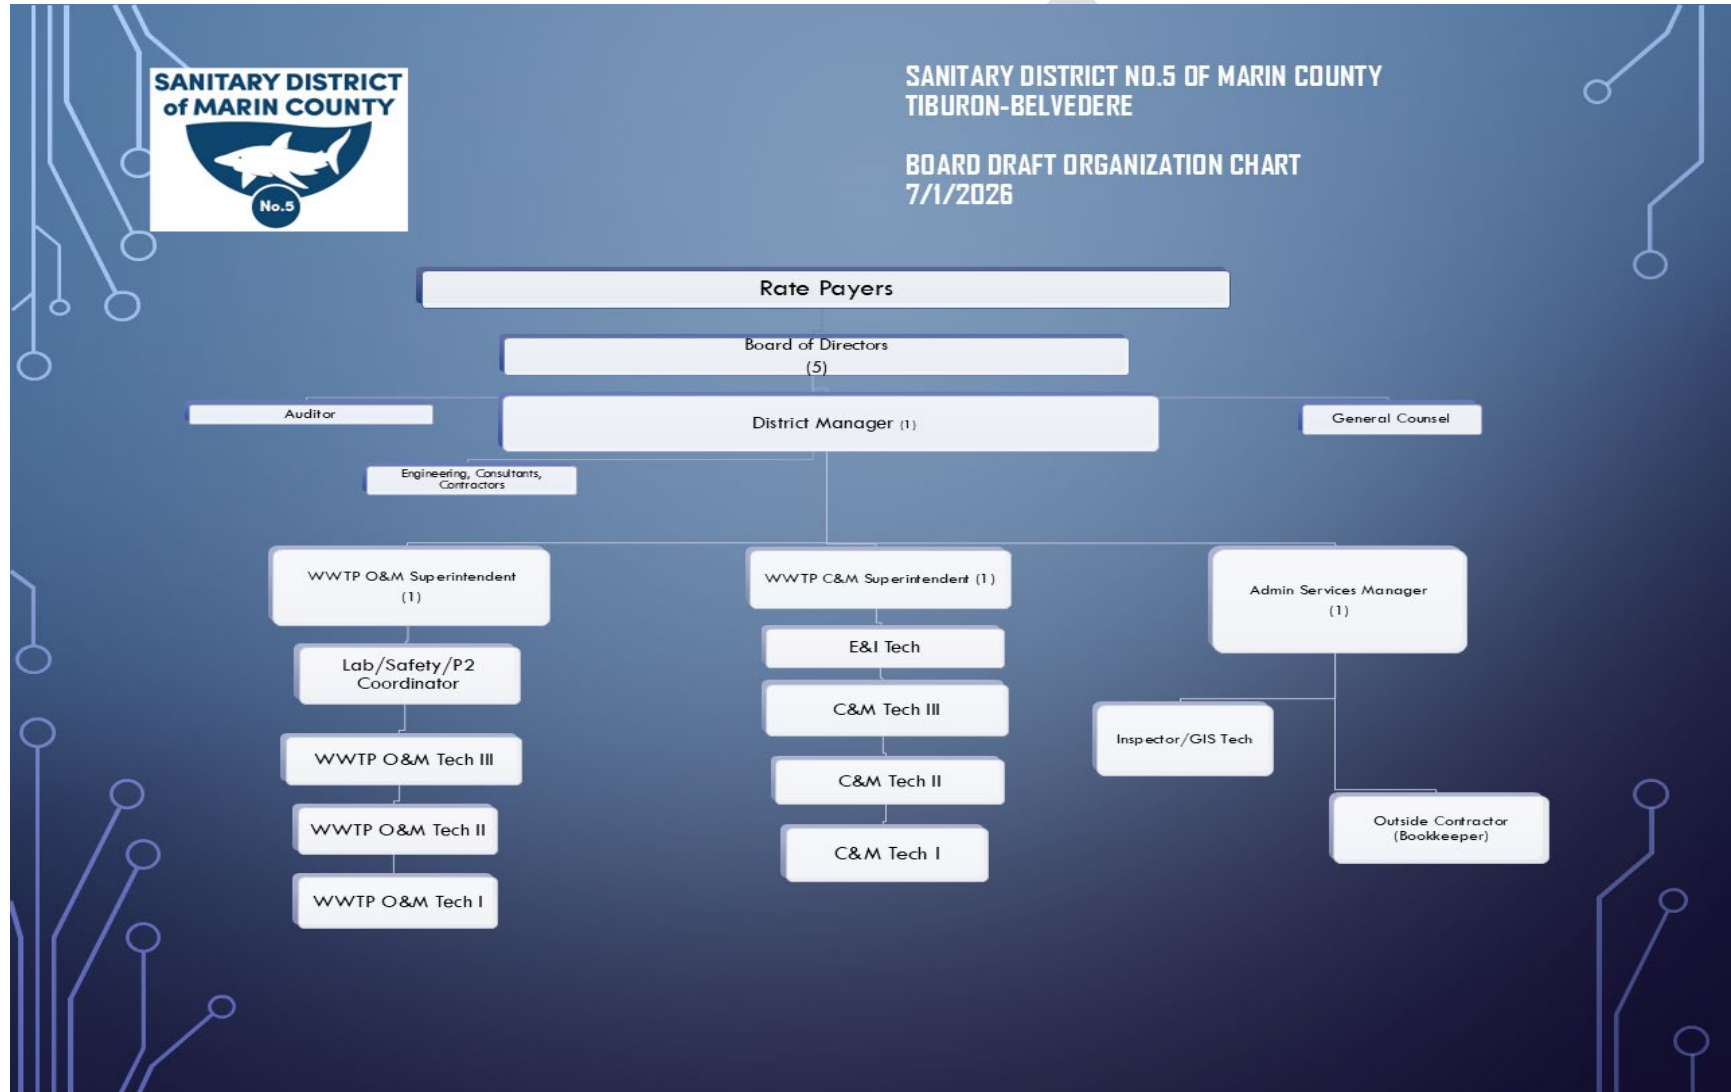 SANITARY DISTRICT
of MARIN COUNTY
No.5
SANITARY DISTRICT NO.5 OF MARIN COUNTY
TIBURON-BELVEDERE
BOARD DRAFT ORGANIZATION CHART
7/1/2026
Rate Payers
Board of Directors
(5)
Auditor
District Manager (1)
General Counsel
Engineering, Consultants,
Contractors
WWTP O&M Superintendent
(1)
WWTP C&M Superintendent (1)
Admin Services Manager
(1)
Lab/Safety/P2
Coordinator
E&I Tech
WWTP O&M Tech III
C&M Tech III
Inspector/GIS Tech
WWTP O&M Tech II
C&M Tech II
Outside Contractor
(Bookkeeper)
WWTP O&M Tech I
C&M Tech I